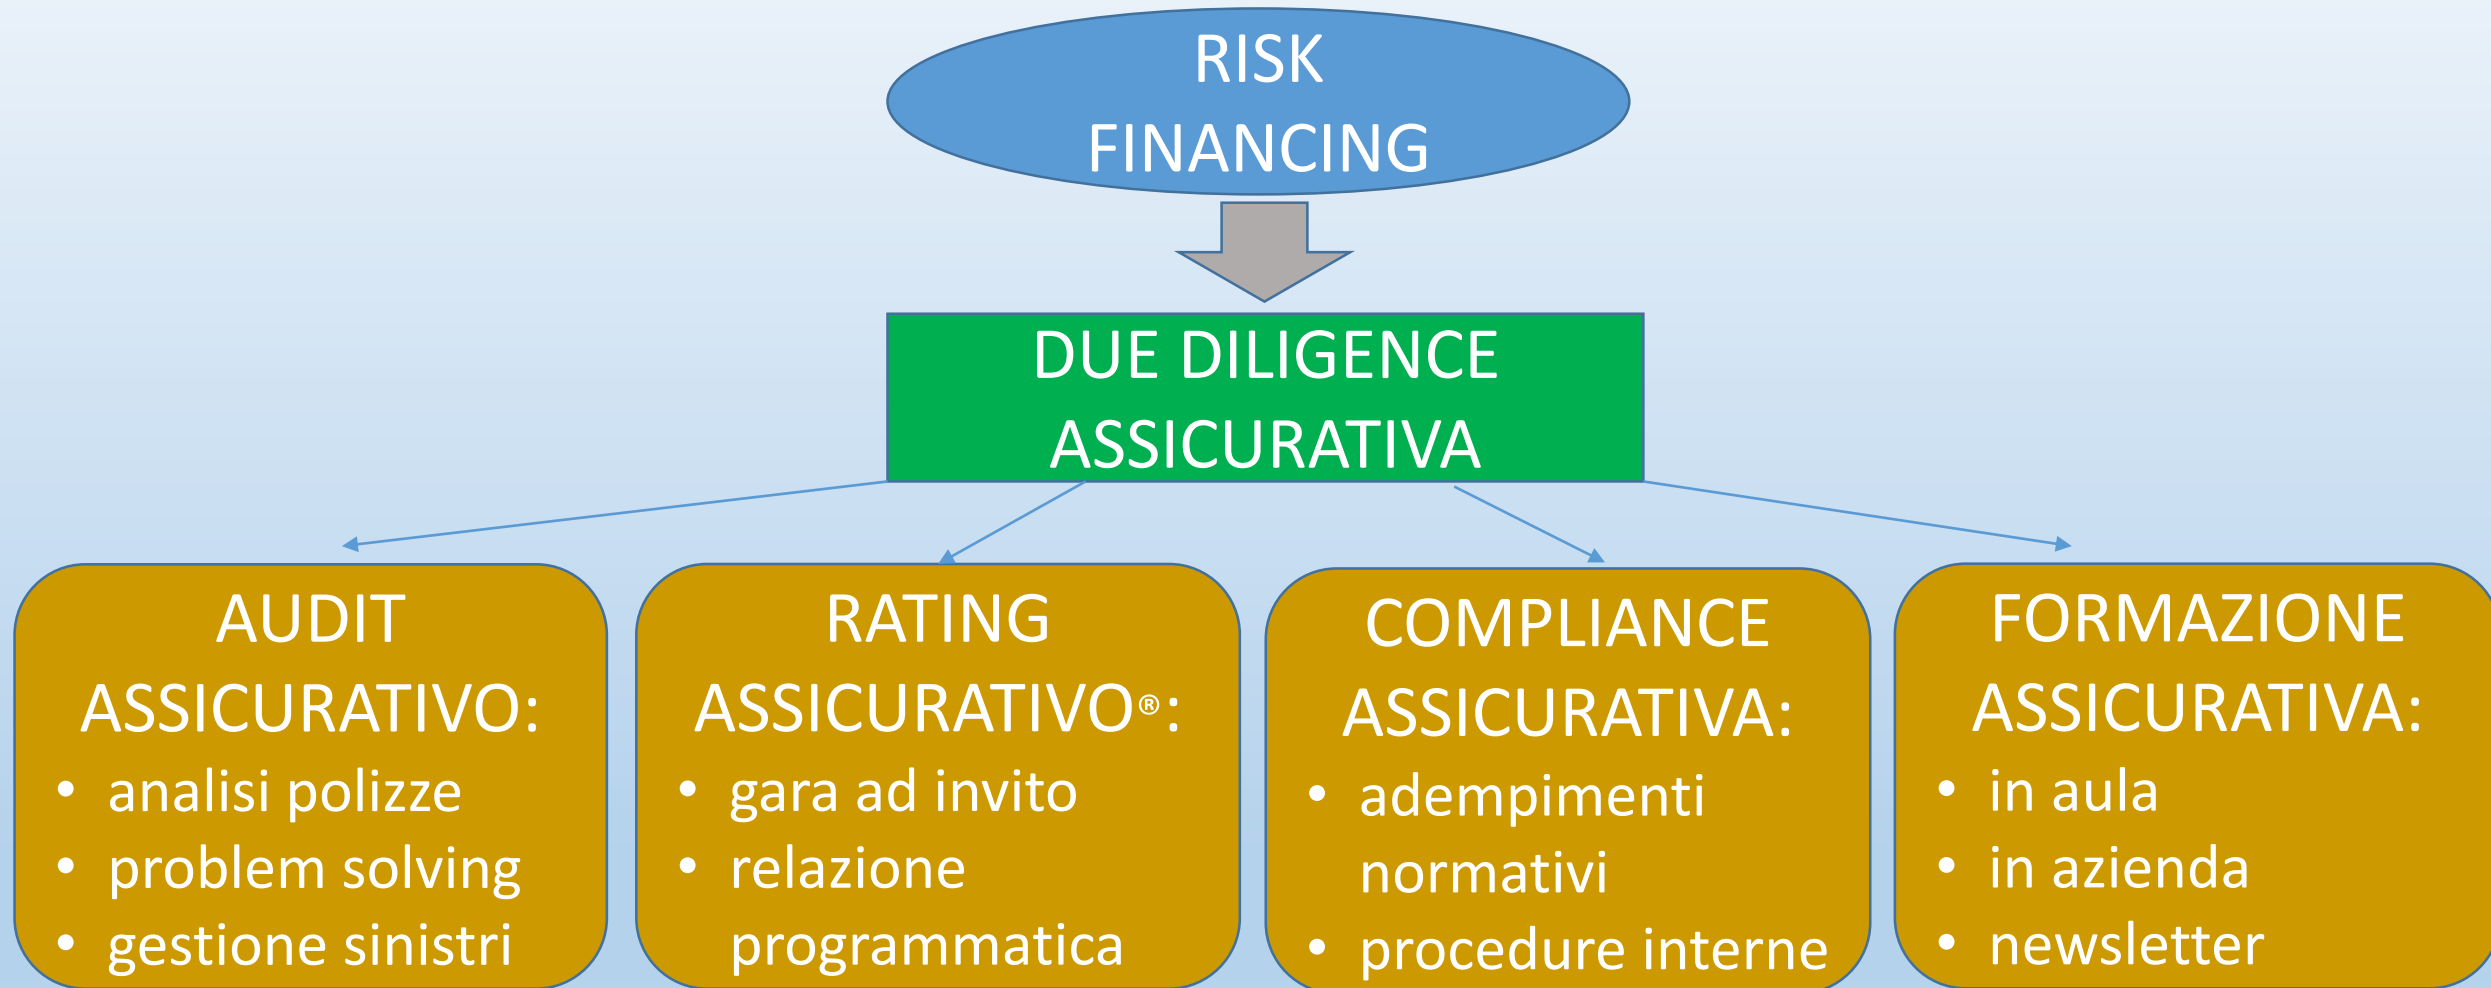 RISK
FINANCING
DUE DILIGENCE
ASSICURATIVA
AUDIT
ASSICURATIVO:
• analisi polizze
• problem solving
• gestione sinistri
RATING
ASSICURATIVO®:
• gara ad invito
• relazione
programmatica
COMPLIANCE
ASSICURATIVA:
• adempimenti
normativi
• procedure interne
FORMAZIONE
ASSICURATIVA:
• in aula
• in azienda
• newsletter